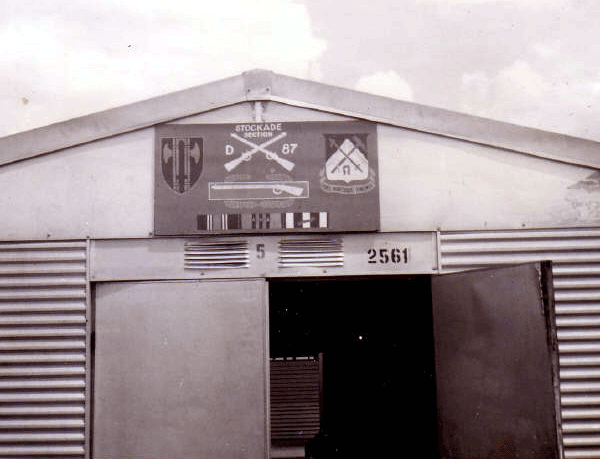 STOCKADE
SECTION
D 87
5 2561